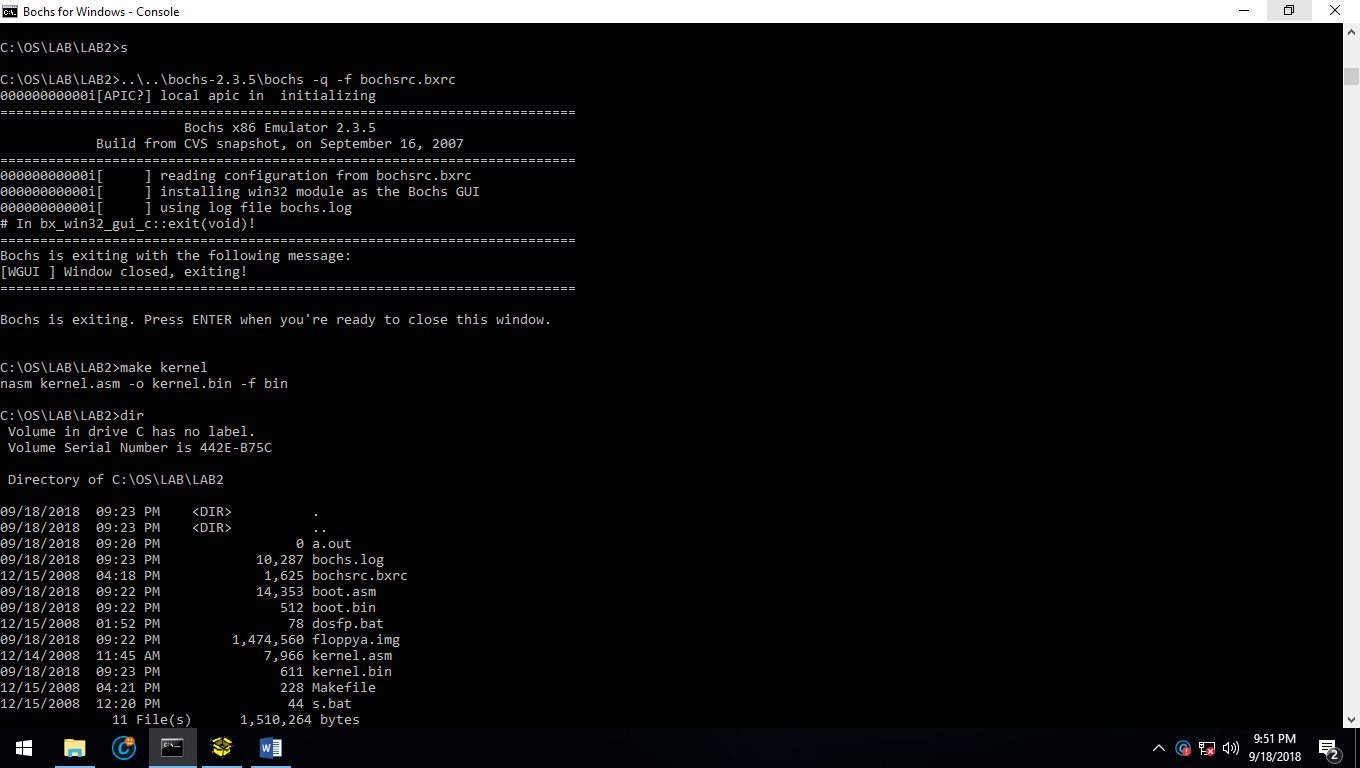 Bochs for Windows - Console
C:\OS\LAB\LAB2>s
C:\OS\LAB\LAB2>..\..\bochs-2.3.5\bochs -q -f bochsrc.bxrc
00000000000i[APIC?] local apic in  initializing
========================================================================
                       Bochs x86 Emulator 2.3.5
            Build from CVS snapshot, on September 16, 2007
========================================================================
00000000000i[     ] reading configuration from bochsrc.bxrc
00000000000i[     ] installing win32 module as the Bochs GUI
00000000000i[     ] using log file bochs.log
# In bx_win32_gui_c::exit(void)!
========================================================================
Bochs is exiting with the following message:
[WGUI ] Window closed, exiting!
========================================================================
Bochs is exiting. Press ENTER when you're ready to close this window.
C:\OS\LAB\LAB2>make kernel
nasm kernel.asm -o kernel.bin -f bin
C:\OS\LAB\LAB2>dir
 Volume in drive C has no label.
 Volume Serial Number is 442E-B75C
 Directory of C:\OS\LAB\LAB2
09/18/2018  09:23 PM    <DIR>          .
09/18/2018  09:23 PM    <DIR>          ..
09/18/2018  09:20 PM                 0 a.out
09/18/2018  09:23 PM            10,287 bochs.log
12/15/2008  04:18 PM             1,625 bochsrc.bxrc
09/18/2018  09:22 PM            14,353 boot.asm
09/18/2018  09:22 PM               512 boot.bin
12/15/2008  01:52 PM                78 dosfp.bat
09/18/2018  09:22 PM         1,474,560 floppya.img
12/14/2008  11:45 AM             7,966 kernel.asm
09/18/2018  09:23 PM               611 kernel.bin
12/15/2008  04:21 PM               228 Makefile
12/15/2008  12:20 PM                44 s.bat
              11 File(s)      1,510,264 bytes
9:51 PM
9/18/2018
2